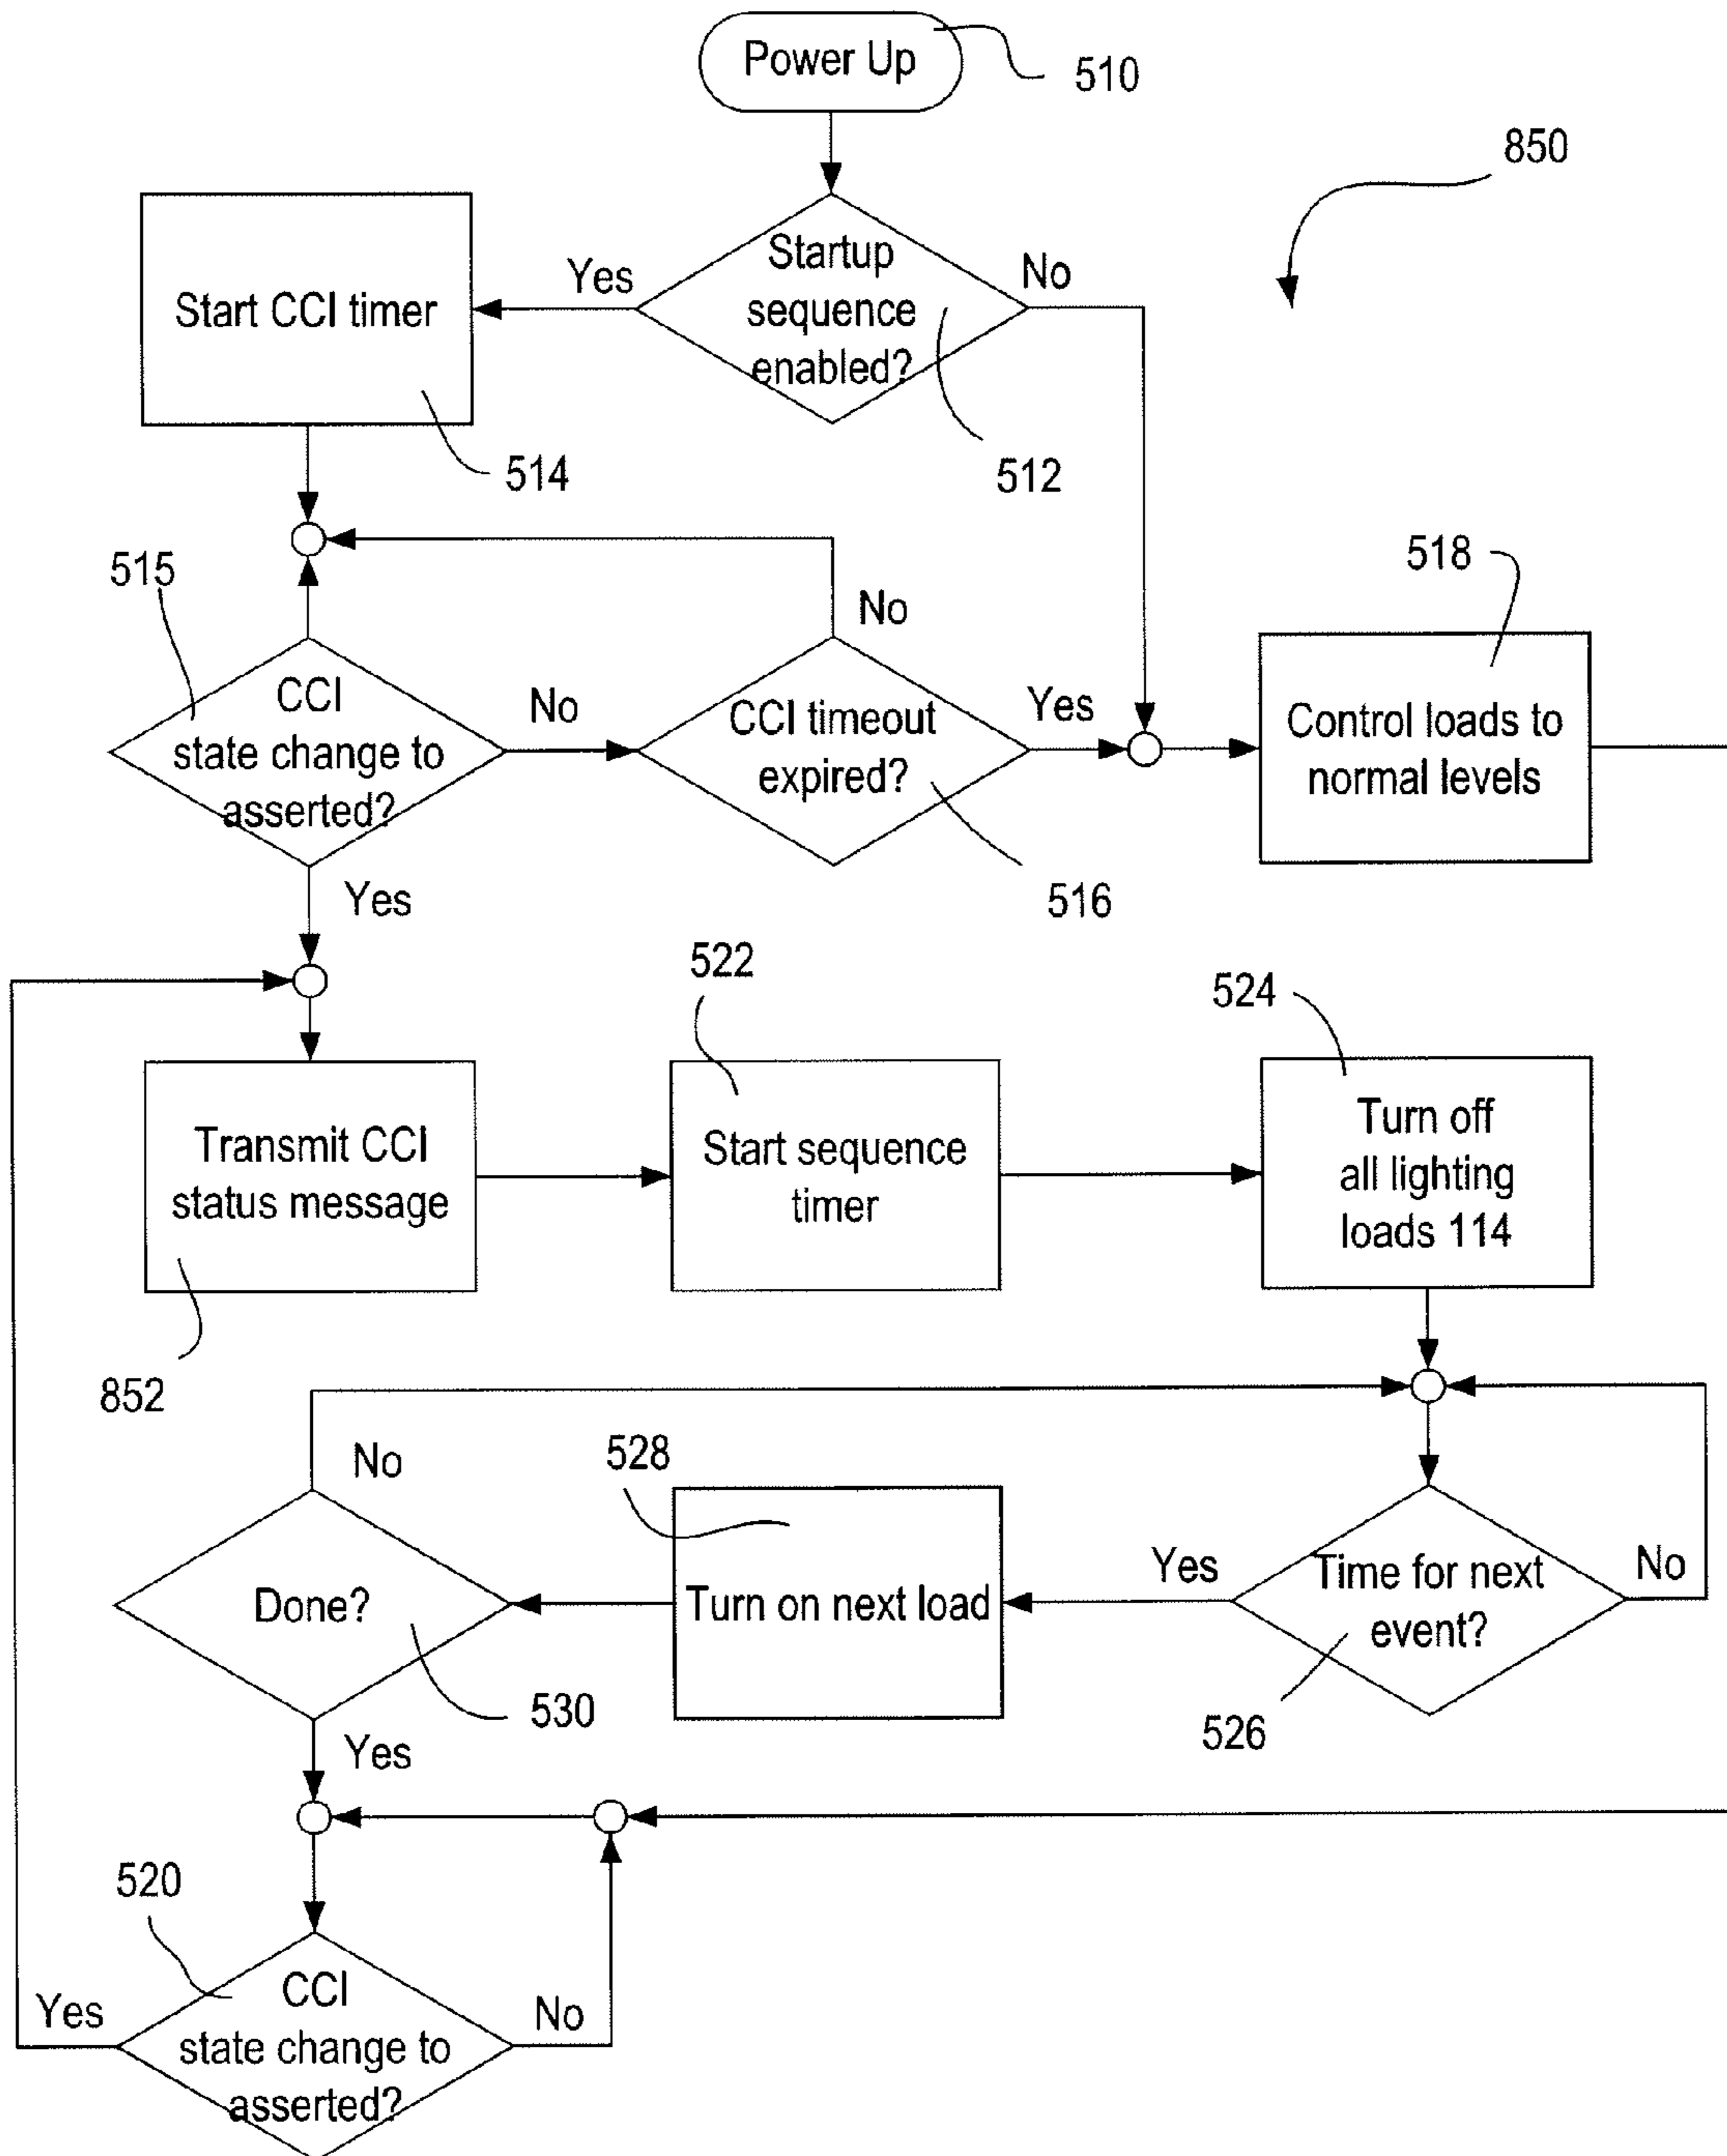 Power Up
510
850
Startup
sequence
enabled?
Yes
No
512
Start CCI timer
514
515
CCI
state change to
asserted?
No
Yes
CCI timeout
expired?
No
Yes
516
518
Control loads to
normal levels
Transmit CCI
status message
852
522
Start sequence
timer
524
Turn off
all lighting
loads 114
Time for next
event?
Yes
No
526
528
Turn on next load
Done?
No
530
Yes
520
CCI
state change to
asserted?
Yes
No